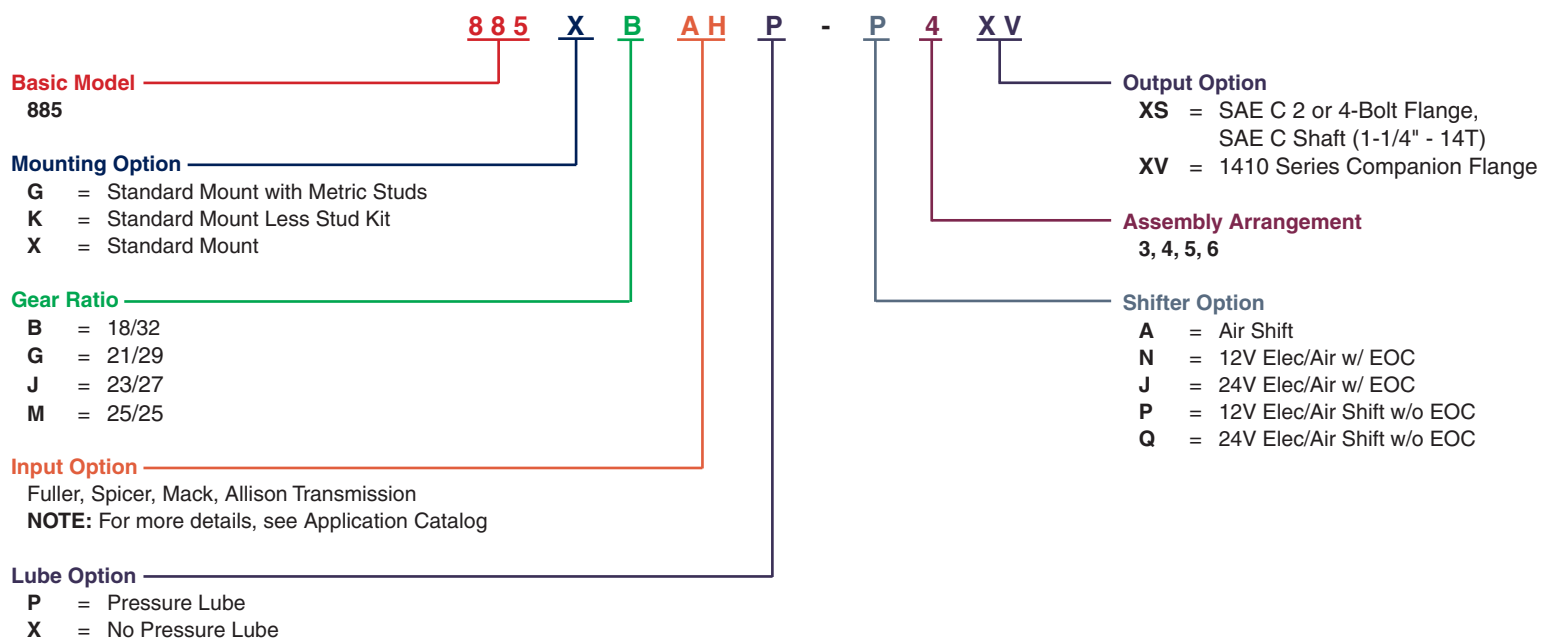 885 X B AH P - P 4 XV
Basic Model
885
Mounting Option
G = Standard Mount with Metric Studs
K = Standard Mount Less Stud Kit
X = Standard Mount
Gear Ratio
B = 18/32
G = 21/29
J = 23/27
M = 25/25
Input Option
Fuller, Spicer, Mack, Allison Transmission
NOTE: For more details, see Application Catalog
Lube Option
P = Pressure Lube
X = No Pressure Lube
Output Option
XS = SAE C 2 or 4-Bolt Flange,
SAE C Shaft (1-1/4" - 14T)
XV = 1410 Series Companion Flange
Assembly Arrangement
3, 4, 5, 6
Shifter Option
A = Air Shift
N = 12V Elec/Air w/ EOC
J = 24V Elec/Air w/ EOC
P = 12V Elec/Air Shift w/o EOC
Q = 24V Elec/Air Shift w/o EOC